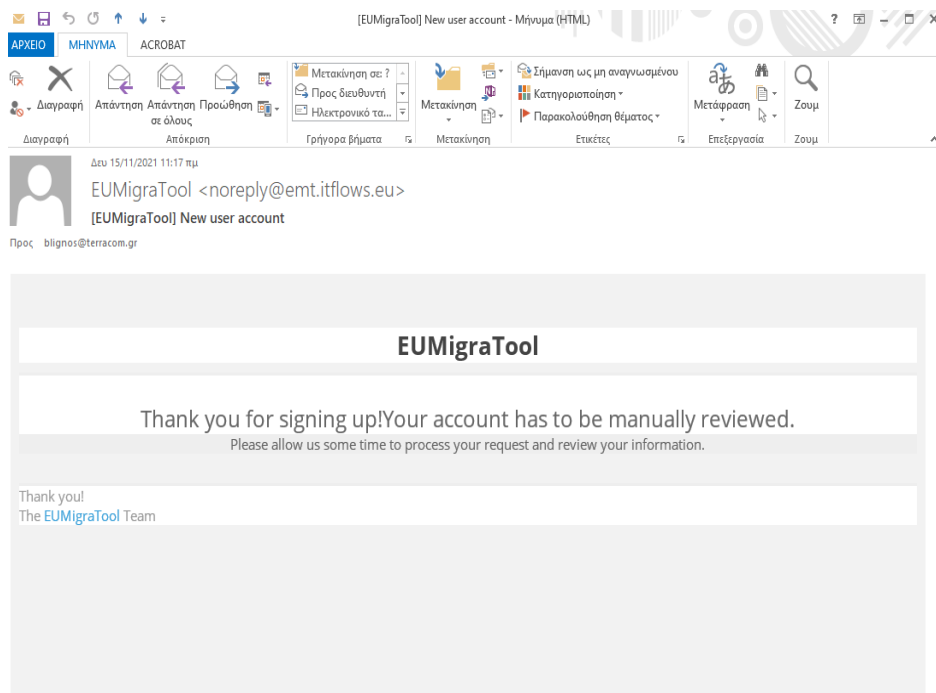 [EUMigraTool] New user account - Μήνυμα (HTML)
ΑΡΧΕΙΟ ΜΗΝΥΜΑ ACROBAT
Διαγραφή
Απάντηση Απάντηση σε όλους Προώθηση
Μετακίνηση σε: ?
Προς διευθυντή
Ηλεκτρονικό τα...
Μετακίνηση
Σήμανση ως μη αναγνωσμένου
Κατηγοριοποίηση
Παρακολούθηση θέματος
Μετάφραση
Ζουμ
Διαγραφή Απόκριση Γρήγορα βήματα Μετακίνηση Ετικέτες Επεξεργασία Ζουμ
Δευ 15/11/2021 11:17 πμ
EUMigraTool <noreply@emt.itflows.eu>
[EUMigraTool] New user account
Προς blignos@terracom.gr
EUMigraTool
Thank you for signing up!Your account has to be manually reviewed.
Please allow us some time to process your request and review your information.
Thank you!
The EUMigraTool Team